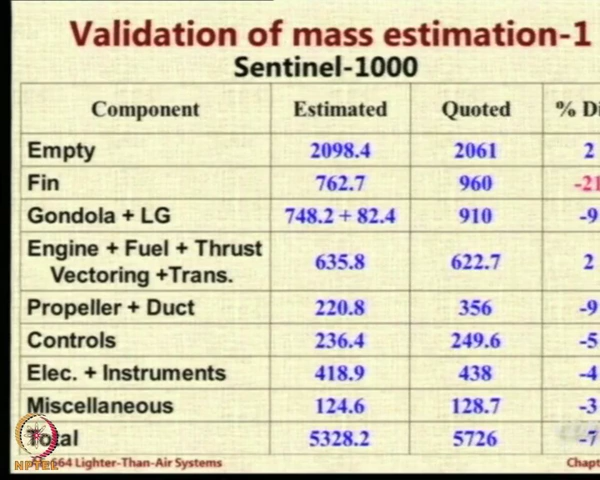 Validation of mass estimation-1
Sentinel-1000
Component Estimated Quoted % Di
Empty 2098.4 2061 2
Fin 762.7 960 -21
Gondola + LG 748.2 + 82.4 910 -9
Engine + Fuel + Thrust
Vectoring +Trans. 635.8 622.7 2
Propeller + Duct 220.8 356 -9
Controls 236.4 249.6 -5
Elec. + Instruments 418.9 438 -4
Miscellaneous 124.6 128.7 -3
Total 5328.2 5726 -7
664 Lighter-Than-Air Systems Chapt
NPTEL